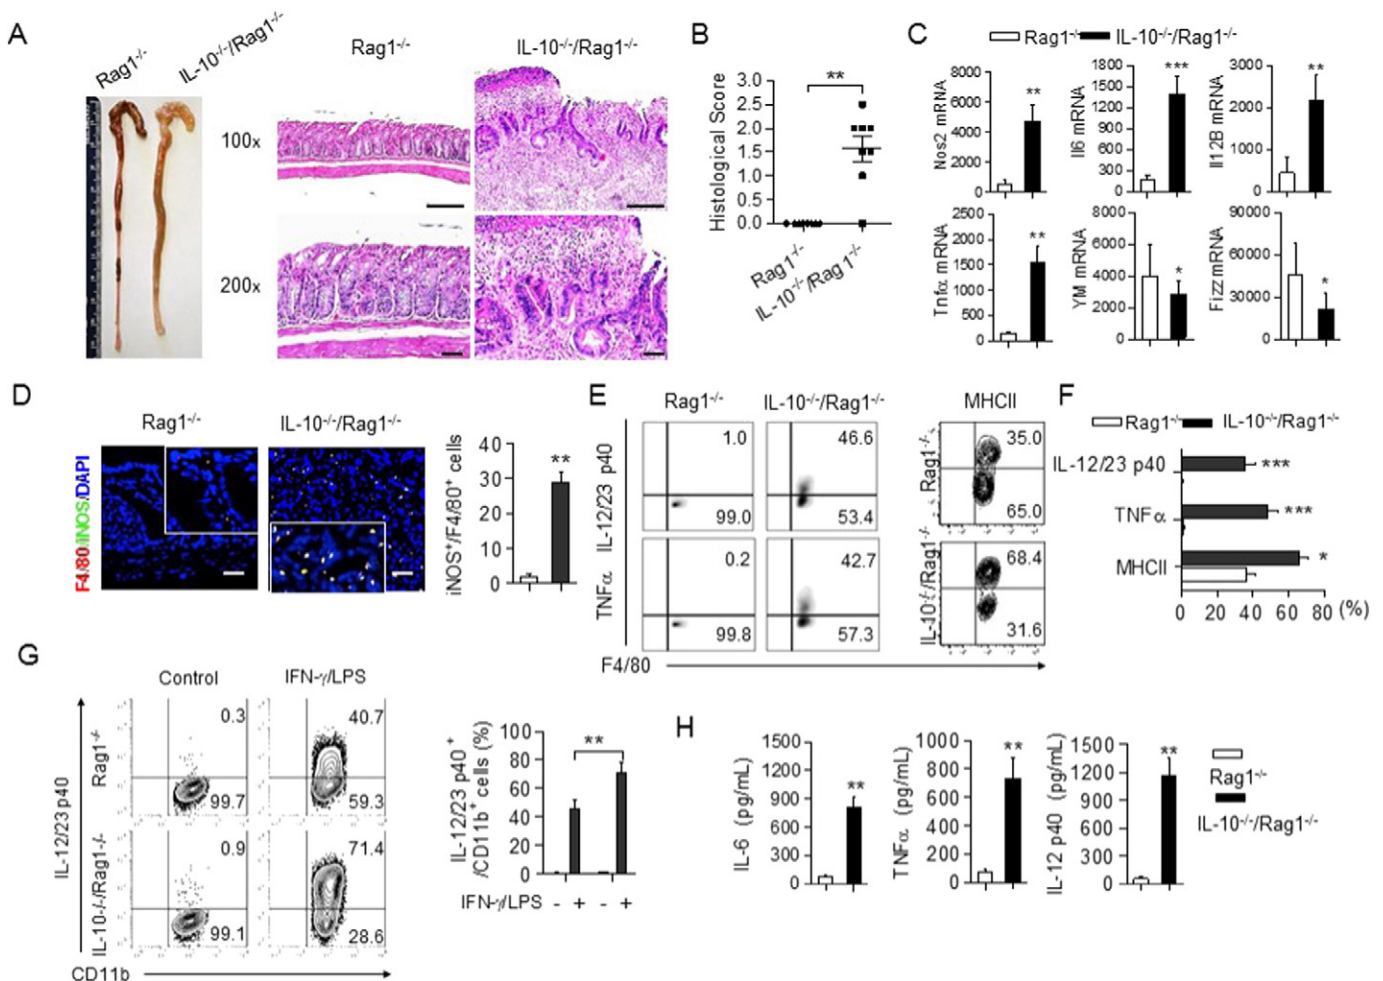 A
Rag1-/-
IL-10-/-/Rag1-/-
Rag1-/-
IL-10-/-/Rag1-/-
100x
200x
B
Histological Score
3.0
2.5
2.0
1.5
1.0
0.5
0.0
**
Rag1-/-
IL-10-/-/Rag1-/-
C
Rag1-/-
IL-10-/-/Rag1-/-
Nos2 mRNA
8000
6000
4000
2000
0
**
Il6 mRNA
1800
1500
1200
900
600
300
0
***
Il12B mRNA
3000
2000
1000
0
**
Tnfα mRNA
2500
2000
1500
1000
500
0
**
YM mRNA
8000
6000
4000
2000
0
*
Fizz mRNA
90000
60000
30000
0
*
D
Rag1-/-
IL-10-/-/Rag1-/-
F4/80/iNOS/DAPI
iNOS+/F4/80+ cells
40
30
20
10
0
**
E
Rag1-/-
IL-10-/-/Rag1-/-
MHCII
IL-12/23 p40
1.0
99.0
46.6
53.4
TNFα
0.2
99.8
42.7
57.3
Rag1-/-
35.0
65.0
IL-10-/-/Rag1-/-
68.4
31.6
F4/80
F
Rag1-/-
IL-10-/-/Rag1-/-
IL-12/23 p40
***
TNFα
***
MHCII
*
0 20 40 60 80 (%)
G
Control
IFN-γ/LPS
IL-12/23 p40
Rag1-/-
0.3
99.7
40.7
59.3
IL-10-/-/Rag1-/-
0.9
99.1
71.4
28.6
CD11b
IL-12/23 p40+
/CD11b+ cells (%)
100
80
60
40
20
0
**
IFN-γ/LPS - + - +
H
IL-6 (pg/mL)
1500
1200
900
600
300
0
**
TNFα (pg/mL)
1000
800
600
400
200
0
**
IL-12 p40 (pg/mL)
1500
1200
900
600
300
0
**
Rag1-/-
IL-10-/-/Rag1-/-